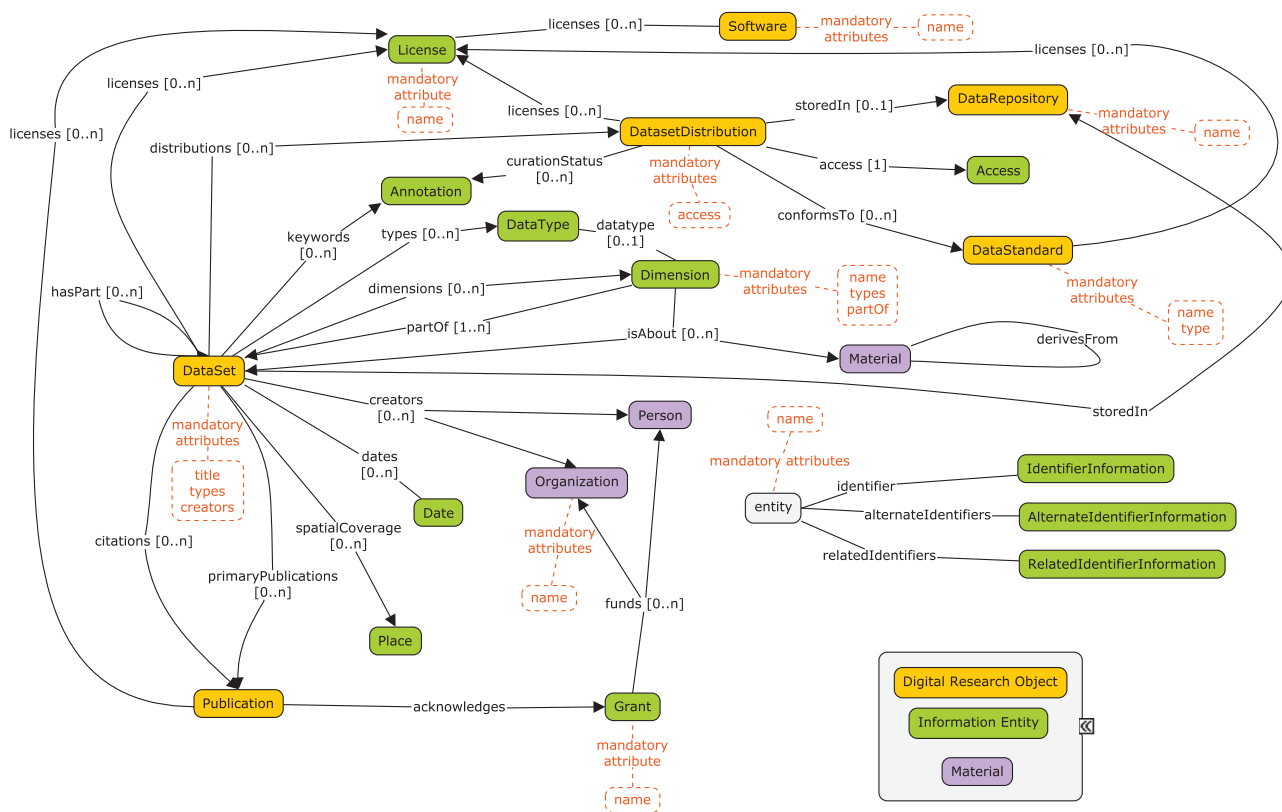 licenses [0..n]
Software
mandatory
attributes
name
License
licenses [0..n]
mandatory
attribute
name
licenses [0..n]
licenses [0..n]
licenses [0..n]
DatasetDistribution
storedIn [0..1]
DataRepository
mandatory
attributes
name
distributions [0..n]
curationStatus
[0..n]
mandatory
attributes
access
access [1]
Access
Annotation
conformsTo [0..n]
keywords
[0..n]
types [0..n]
DataType
datatype
[0..1]
DataStandard
mandatory
attributes
name
type
hasPart [0..n]
dimensions [0..n]
Dimension
mandatory
attributes
name
types
partOf
partOf [1..n]
isAbout [0..n]
Material
derivesFrom
DataSet
storedIn
mandatory
attributes
title
types
creators
creators
[0..n]
Person
name
mandatory attributes
dates
[0..n]
Organization
Date
mandatory
attributes
name
entity
identifier
IdentifierInformation
alternateIdentifiers
AlternateIdentifierInformation
relatedIdentifiers
RelatedIdentifierInformation
citations [0..n]
spatialCoverage
[0..n]
primaryPublications
[0..n]
funds [0..n]
Place
Publication
acknowledges
Grant
mandatory
attribute
name
Digital Research Object
Information Entity
Material